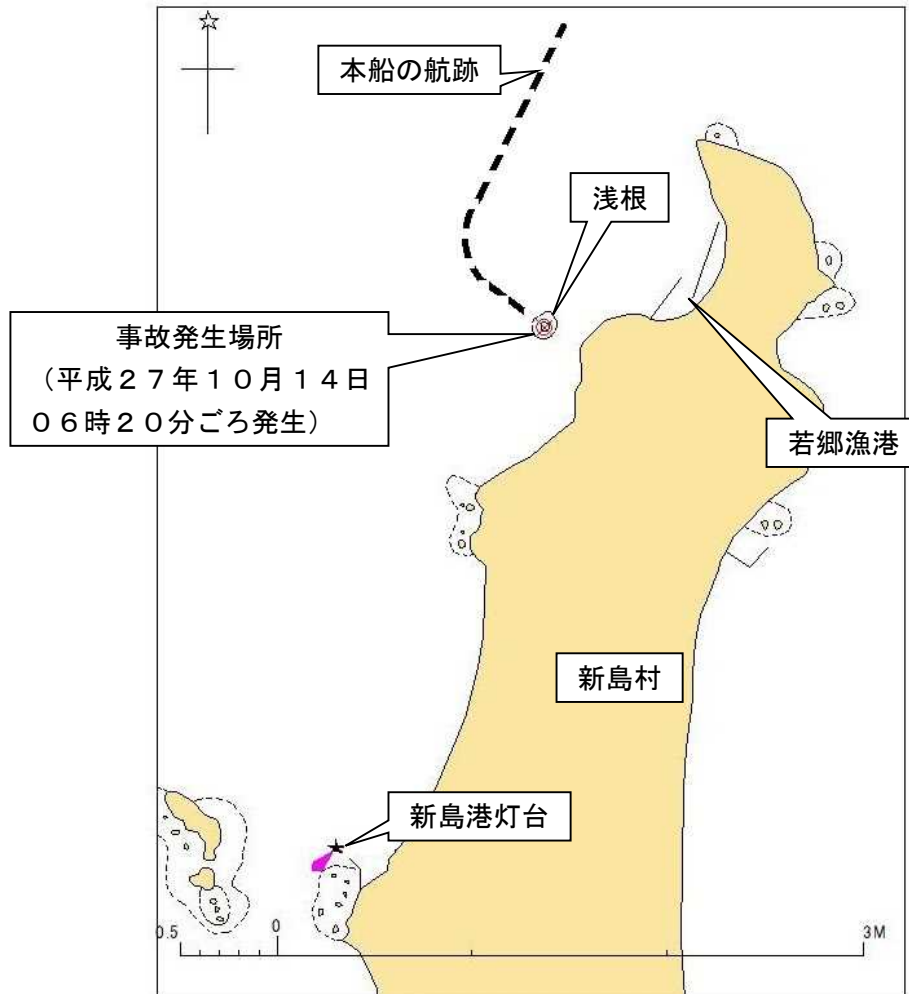 本船の航跡
浅根
事故発生場所
（平成２７年１０月１４日
０６時２０分ごろ発生）
若郷漁港
新島村
新島港灯台
0.5
0
3M